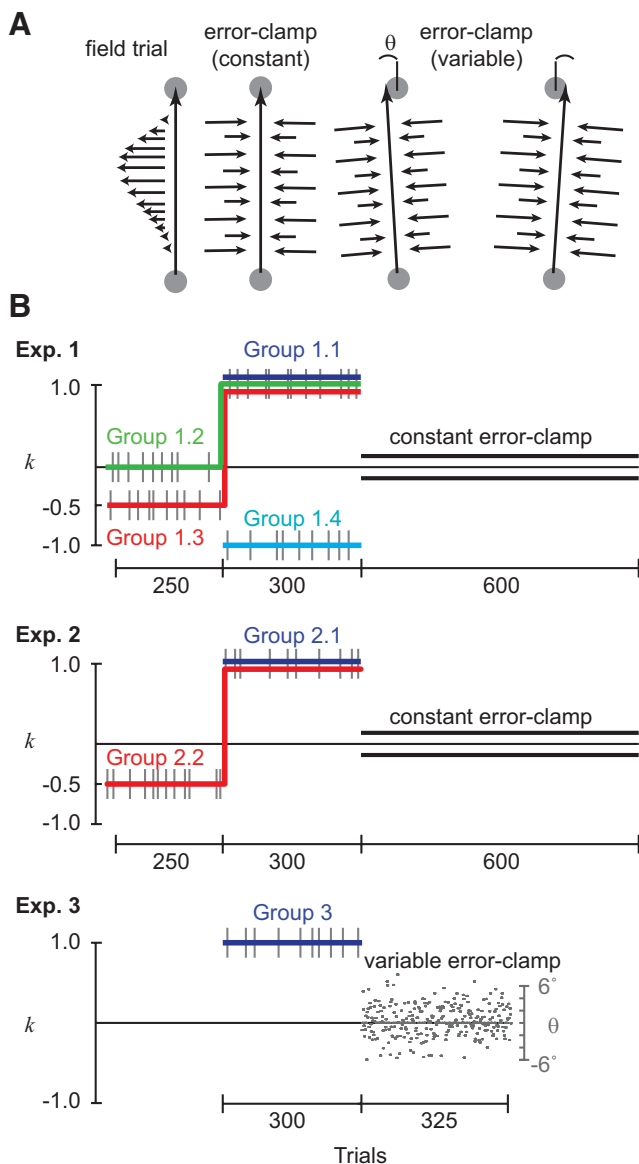 A
field trial
error-clamp
(constant)
θ
error-clamp
(variable)
B
Exp. 1
Group 1.1
1.0
Group 1.2
constant error-clamp
k
-0.5
Group 1.3
Group 1.4
-1.0
250
300
600
Exp. 2
Group 2.1
1.0
constant error-clamp
k
Group 2.2
-0.5
-1.0
250
300
600
Exp. 3
Group 3
1.0
variable error-clamp
6°
k
θ
-6°
-1.0
300
325
Trials